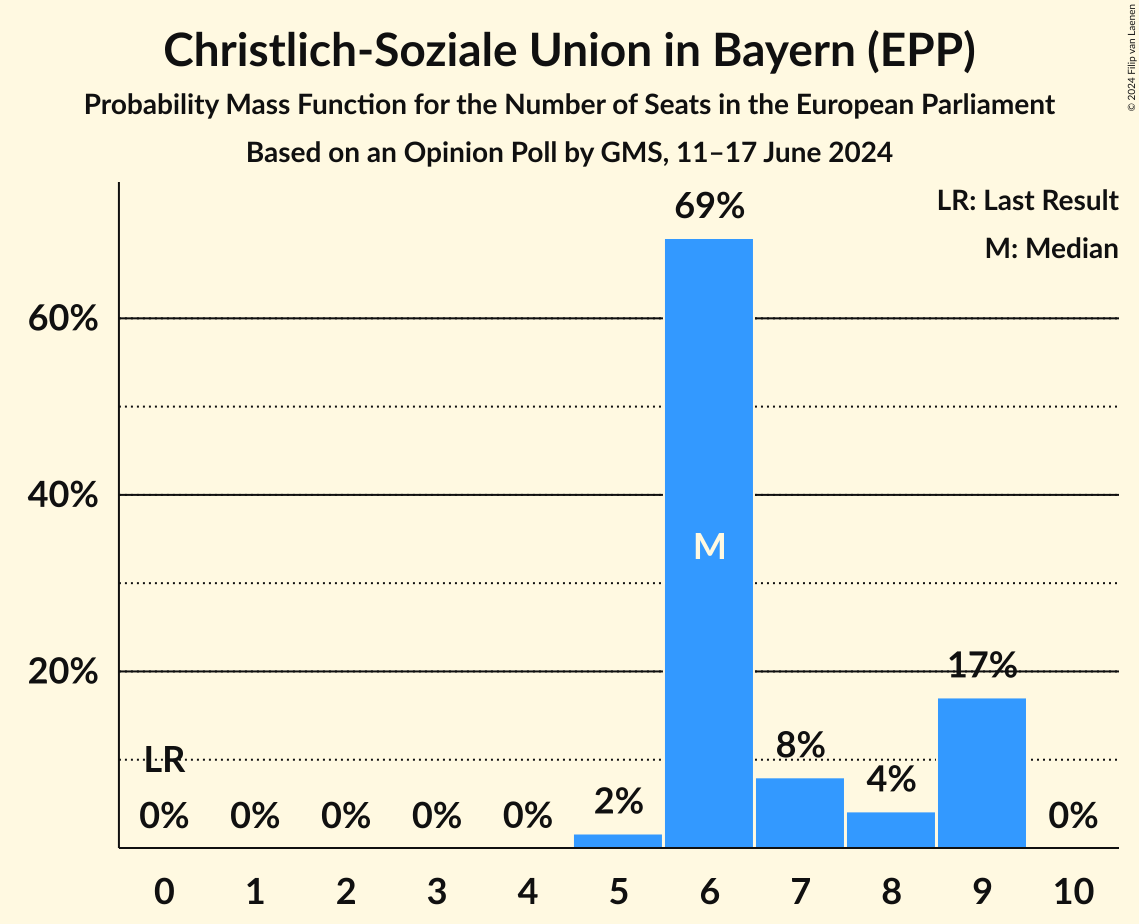 Christlich-Soziale Union in Bayern (EPP)
Probability Mass Function for the Number of Seats in the European Parliament
Based on an Opinion Poll by GMS, 11–17 June 2024
© 2024 Filip van Laenen
LR: Last Result
M: Median
69%
60%
40%
M
20%
17%
LR
8%
4%
2%
0% 0% 0% 0% 0% 0%
0 1 2 3 4 5 6 7 8 9 10